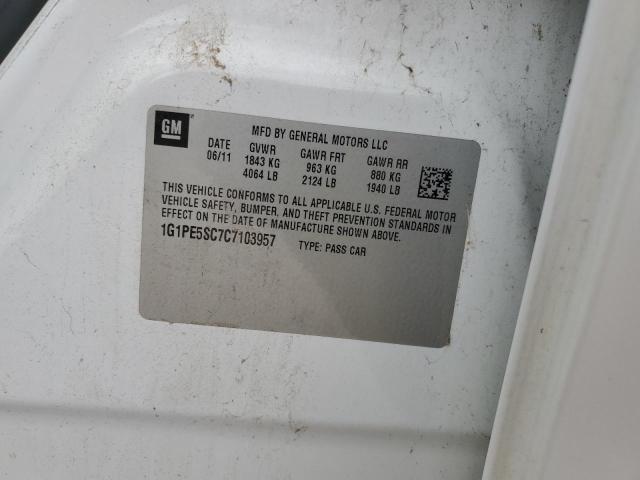 GM
MFD BY GENERAL MOTORS LLC
DATE GVWR GAWR FRT GAWR RR
06/11 1843 KG 963 KG 880 KG
4064 LB 2124 LB 1940 LB
THIS VEHICLE CONFORMS TO ALL APPLICABLE U.S. FEDERAL MOTOR
VEHICLE SAFETY, BUMPER, AND THEFT PREVENTION STANDARDS IN
EFFECT ON THE DATE OF MANUFACTURE SHOWN ABOVE.
1G1PE5SC7C7103957 TYPE: PASS CAR